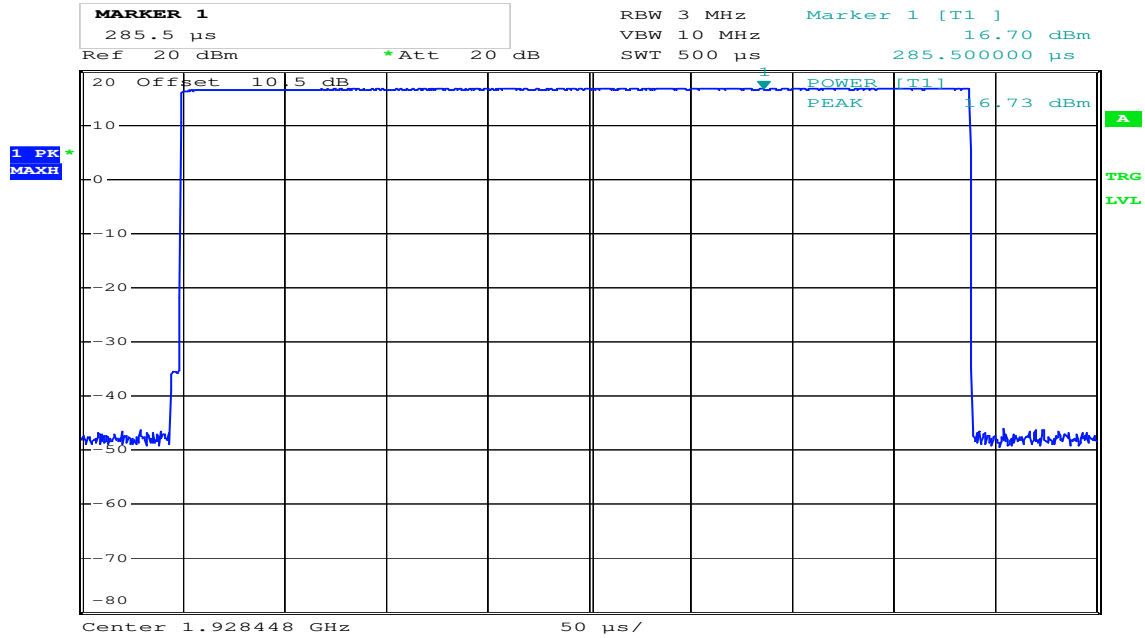 MARKER 1
285.5 µs
RBW 3 MHz
Marker 1 [T1 ]
VBW 10 MHz
16.70 dBm
Ref 20 dBm
*Att 20 dB
SWT 500 µs
285.500000 µs
1
20 Offset 10.5 dB
POWER [T1]
PEAK 16.73 dBm
A
10
1 PK *
MAXH
0
TRG
LVL
-10
-20
-30
-40
-50
-60
-70
-80
Center 1.928448 GHz
50 µs/